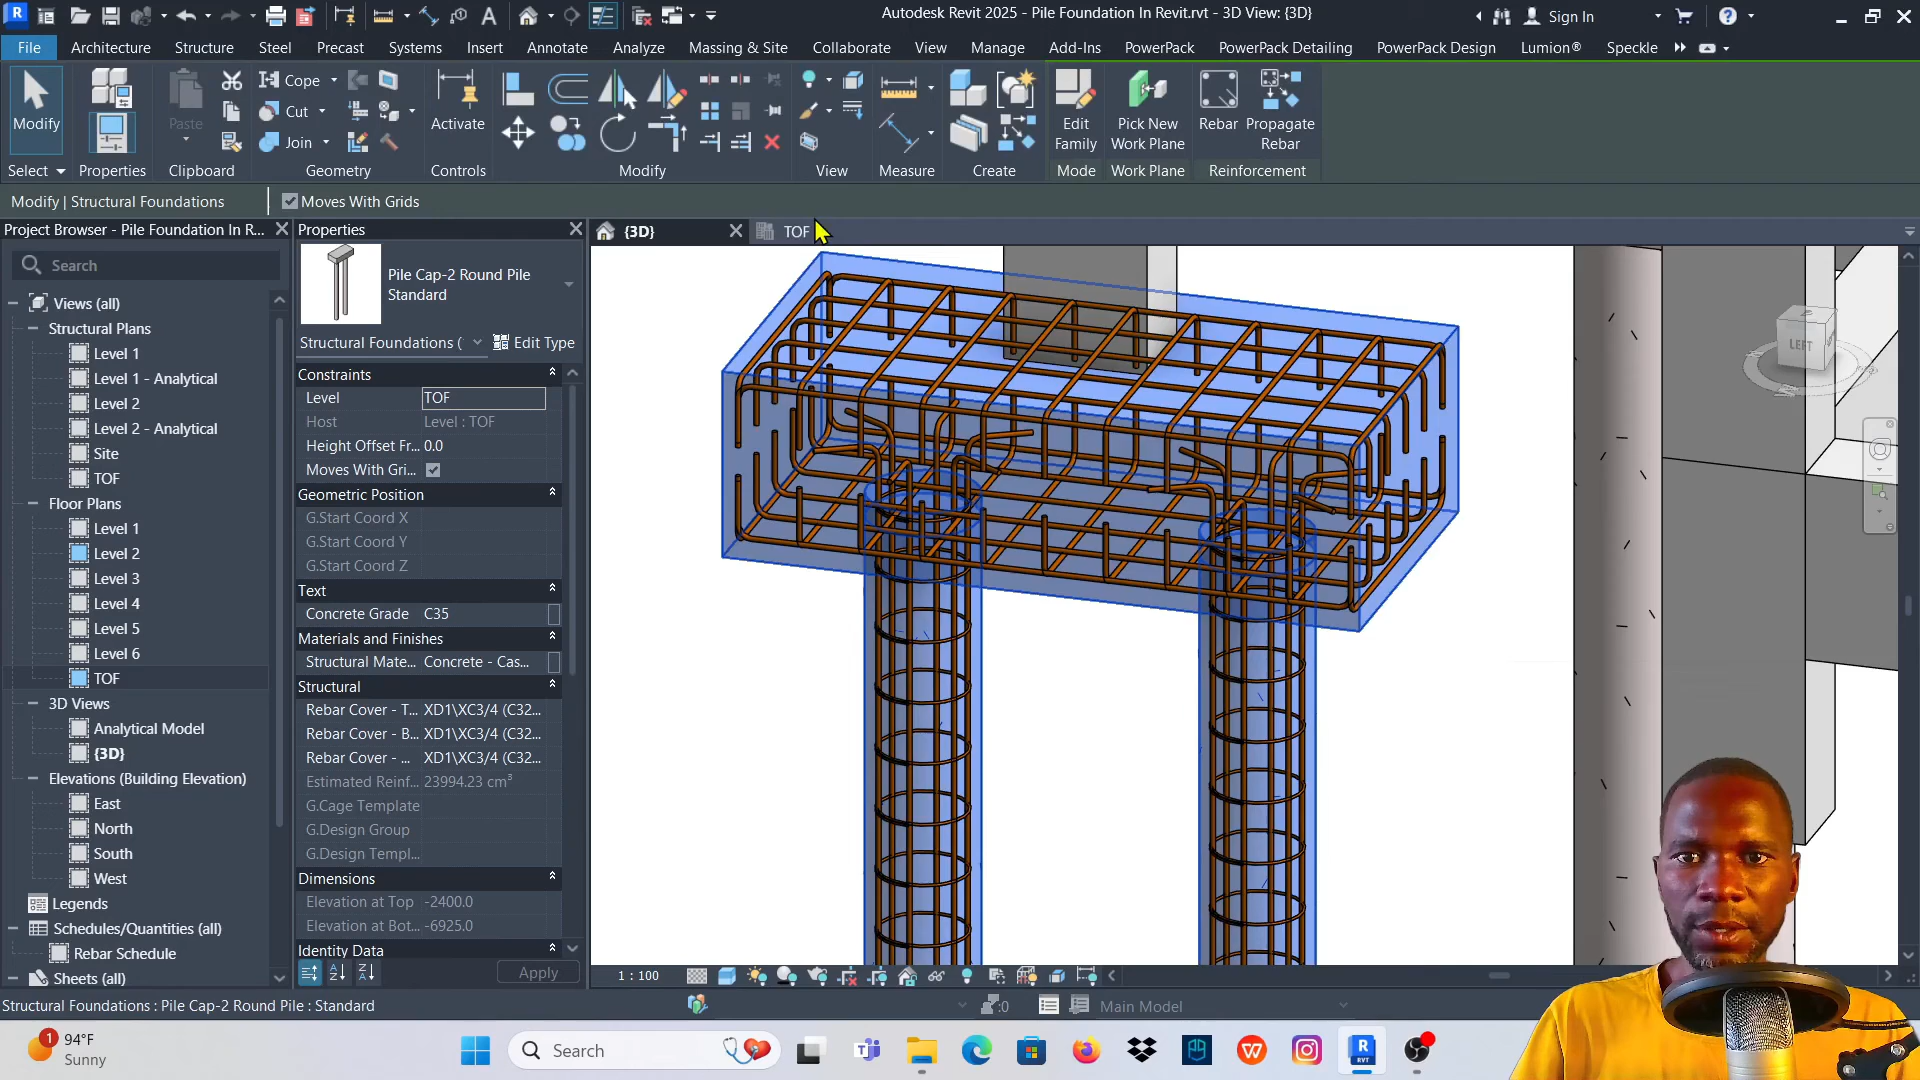 Autodesk Revit 2025 - Pile Foundation In Revit.rvt - 3D View: {3D}
Sign In
File Architecture Structure Steel Precast Systems Insert Annotate Analyze Massing & Site Collaborate View Manage Add-Ins PowerPack PowerPack Detailing PowerPack Design Lumion® Speckle
Modify
Paste
Cope
Cut
Join
Activate
Edit Family
Pick New Work Plane
Rebar
Propagate Rebar
Select Properties Clipboard Geometry Controls Modify View Measure Create Mode Work Plane Reinforcement
Modify | Structural Foundations Moves With Grids
Project Browser - Pile Foundation In R...
Search
Views (all)
Structural Plans
Level 1
Level 1 - Analytical
Level 2
Level 2 - Analytical
Site
TOF
Floor Plans
Level 1
Level 2
Level 3
Level 4
Level 5
Level 6
TOF
3D Views
Analytical Model
{3D}
Elevations (Building Elevation)
East
North
South
West
Legends
Schedules/Quantities (all)
Rebar Schedule
Sheets (all)
Properties
Pile Cap-2 Round Pile
Standard
Structural Foundations ( Edit Type
Constraints
Level TOF
Host Level : TOF
Height Offset Fr... 0.0
Moves With Gri...
Geometric Position
G.Start Coord X
G.Start Coord Y
G.Start Coord Z
Text
Concrete Grade C35
Materials and Finishes
Structural Mate... Concrete - Cas...
Structural
Rebar Cover - T... XD1\XC3/4 (C32...
Rebar Cover - B... XD1\XC3/4 (C32...
Rebar Cover - ... XD1\XC3/4 (C32...
Estimated Reinf... 23994.23 cm³
G.Cage Template
G.Design Group
G.Design Templ...
Dimensions
Elevation at Top -2400.0
Elevation at Bot... -6925.0
Identity Data
Apply
{3D} TOF
LEFT
1 : 100
Structural Foundations : Pile Cap-2 Round Pile : Standard
:0
Main Model
1
94°F
Sunny
Search
R
RVT